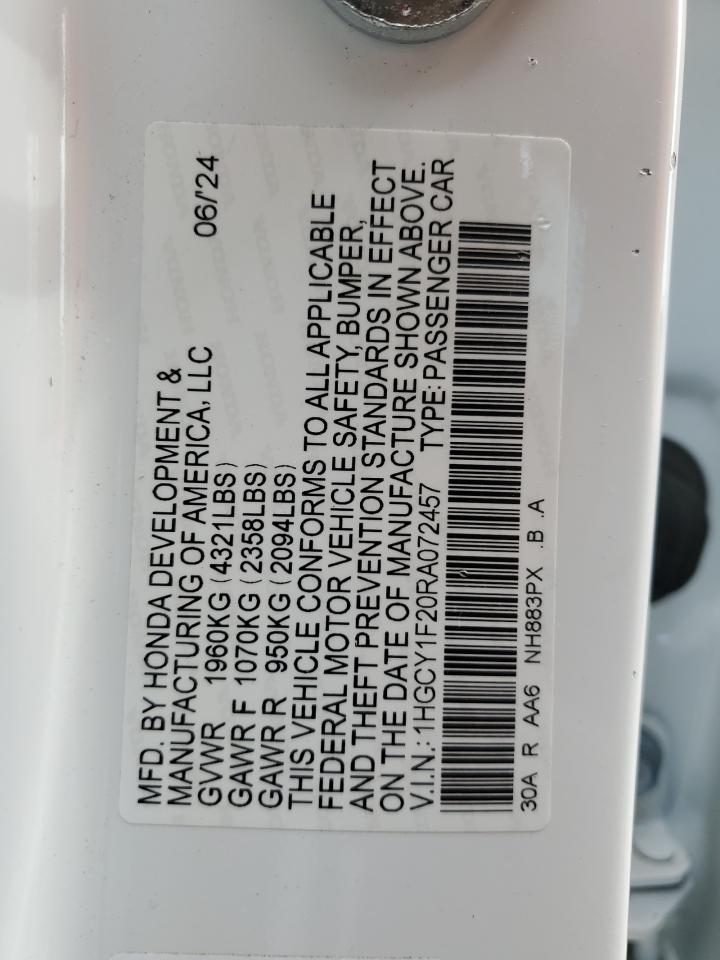 MFD. BY HONDA DEVELOPMENT &
MANUFACTURING OF AMERICA, LLC 06/'24
GVWR 1960KG (4321LBS)
GAWR F 1070KG (2358LBS)
GAWR R 950KG (2094LBS)
THIS VEHICLE CONFORMS TO ALL APPLICABLE
FEDERAL MOTOR VEHICLE SAFETY, BUMPER,
AND THEFT PREVENTION STANDARDS IN EFFECT
ON THE DATE OF MANUFACTURE SHOWN ABOVE.
V.I.N.: 1HGCY1F20RA072457 TYPE: PASSENGER CAR
30A R AA6 NH883PX .B .A